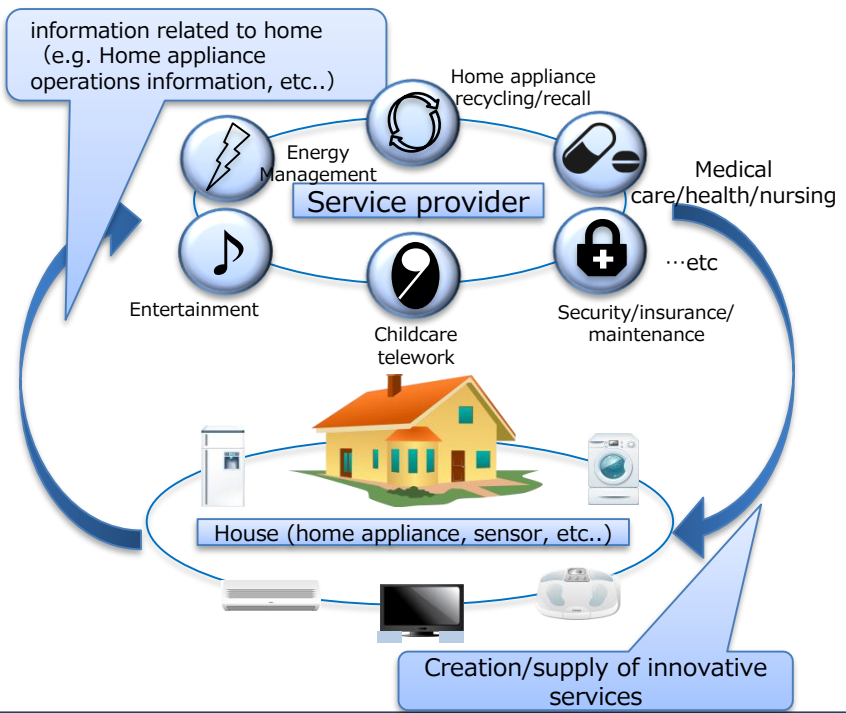 information related to home
（e.g. Home appliance
operations information, etc..）
Home appliance
recycling/recall
Energy
Management
Medical
care/health/nursing
Service provider
…etc
Entertainment
Security/insurance/
maintenance
Childcare
telework
House (home appliance, sensor, etc..)
Creation/supply of innovative
services